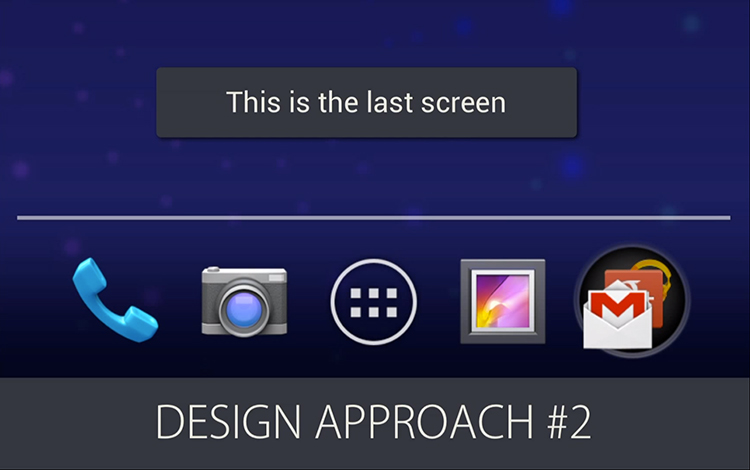 This is the last screen
DESIGN APPROACH #2